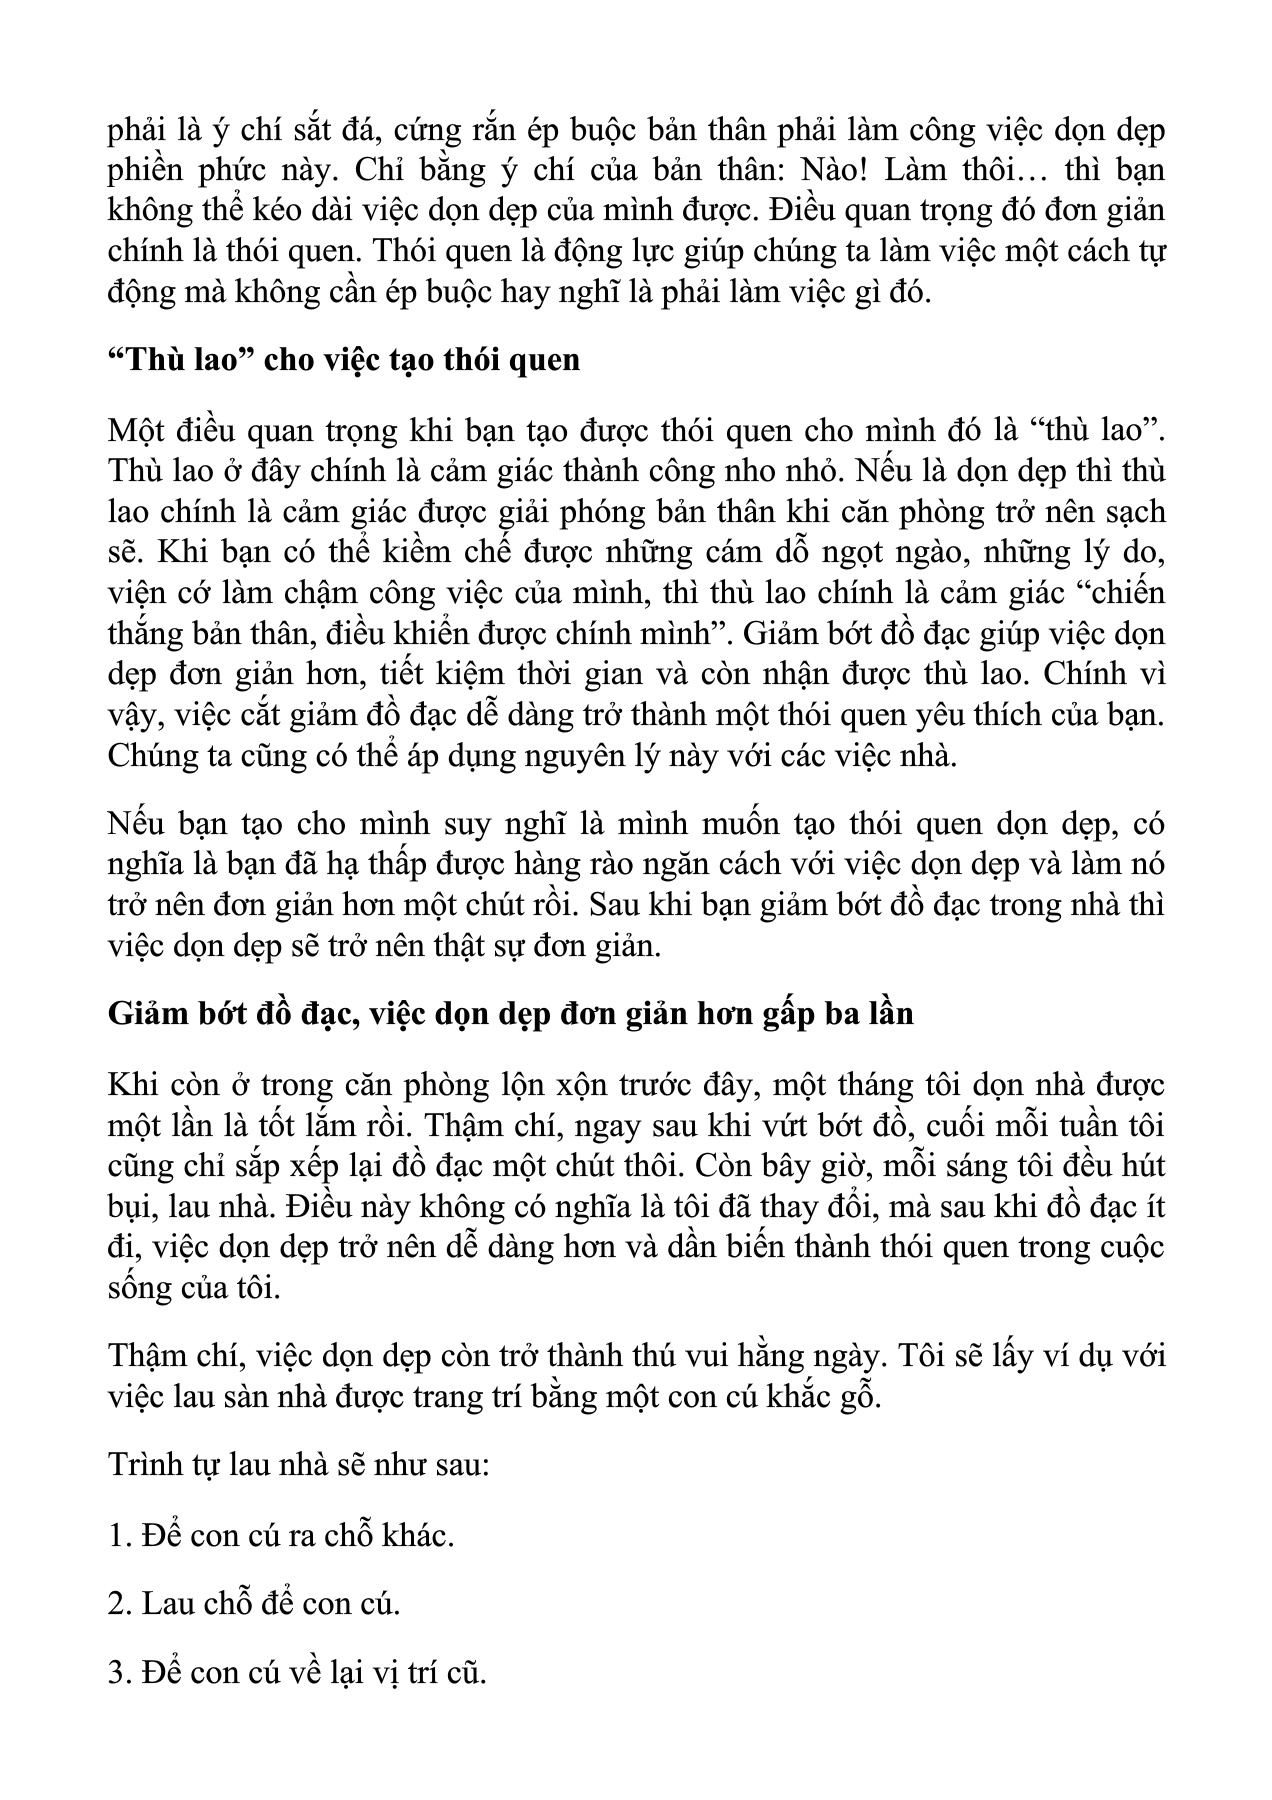 phải là ý chí sắt đá, cứng rắn ép buộc bản thân phải làm công việc dọn dẹp
phiền phức này. Chỉ bằng ý chí của bản thân: Nào! Làm thôi… thì bạn
không thể kéo dài việc dọn dẹp của mình được. Điều quan trọng đó đơn giản
chính là thói quen. Thói quen là động lực giúp chúng ta làm việc một cách tự
động mà không cần ép buộc hay nghĩ là phải làm việc gì đó.
“Thù lao” cho việc tạo thói quen
Một điều quan trọng khi bạn tạo được thói quen cho mình đó là “thù lao”.
Thù lao ở đây chính là cảm giác thành công nho nhỏ. Nếu là dọn dẹp thì thù
lao chính là cảm giác được giải phóng bản thân khi căn phòng trở nên sạch
sẽ. Khi bạn có thể kiềm chế được những cám dỗ ngọt ngào, những lý do,
viện cớ làm chậm công việc của mình, thì thù lao chính là cảm giác “chiến
thắng bản thân, điều khiển được chính mình”. Giảm bớt đồ đạc giúp việc dọn
dẹp đơn giản hơn, tiết kiệm thời gian và còn nhận được thù lao. Chính vì
vậy, việc cắt giảm đồ đạc dễ dàng trở thành một thói quen yêu thích của bạn.
Chúng ta cũng có thể áp dụng nguyên lý này với các việc nhà.
Nếu bạn tạo cho mình suy nghĩ là mình muốn tạo thói quen dọn dẹp, có
nghĩa là bạn đã hạ thấp được hàng rào ngăn cách với việc dọn dẹp và làm nó
trở nên đơn giản hơn một chút rồi. Sau khi bạn giảm bớt đồ đạc trong nhà thì
việc dọn dẹp sẽ trở nên thật sự đơn giản.
Giảm bớt đồ đạc, việc dọn dẹp đơn giản hơn gấp ba lần
Khi còn ở trong căn phòng lộn xộn trước đây, một tháng tôi dọn nhà được
một lần là tốt lắm rồi. Thậm chí, ngay sau khi vứt bớt đồ, cuối mỗi tuần tôi
cũng chỉ sắp xếp lại đồ đạc một chút thôi. Còn bây giờ, mỗi sáng tôi đều hút
bụi, lau nhà. Điều này không có nghĩa là tôi đã thay đổi, mà sau khi đồ đạc ít
đi, việc dọn dẹp trở nên dễ dàng hơn và dần biến thành thói quen trong cuộc
sống của tôi.
Thậm chí, việc dọn dẹp còn trở thành thú vui hằng ngày. Tôi sẽ lấy ví dụ với
việc lau sàn nhà được trang trí bằng một con cú khắc gỗ.
Trình tự lau nhà sẽ như sau:
1. Để con cú ra chỗ khác.
2. Lau chỗ để con cú.
3. Để con cú về lại vị trí cũ.